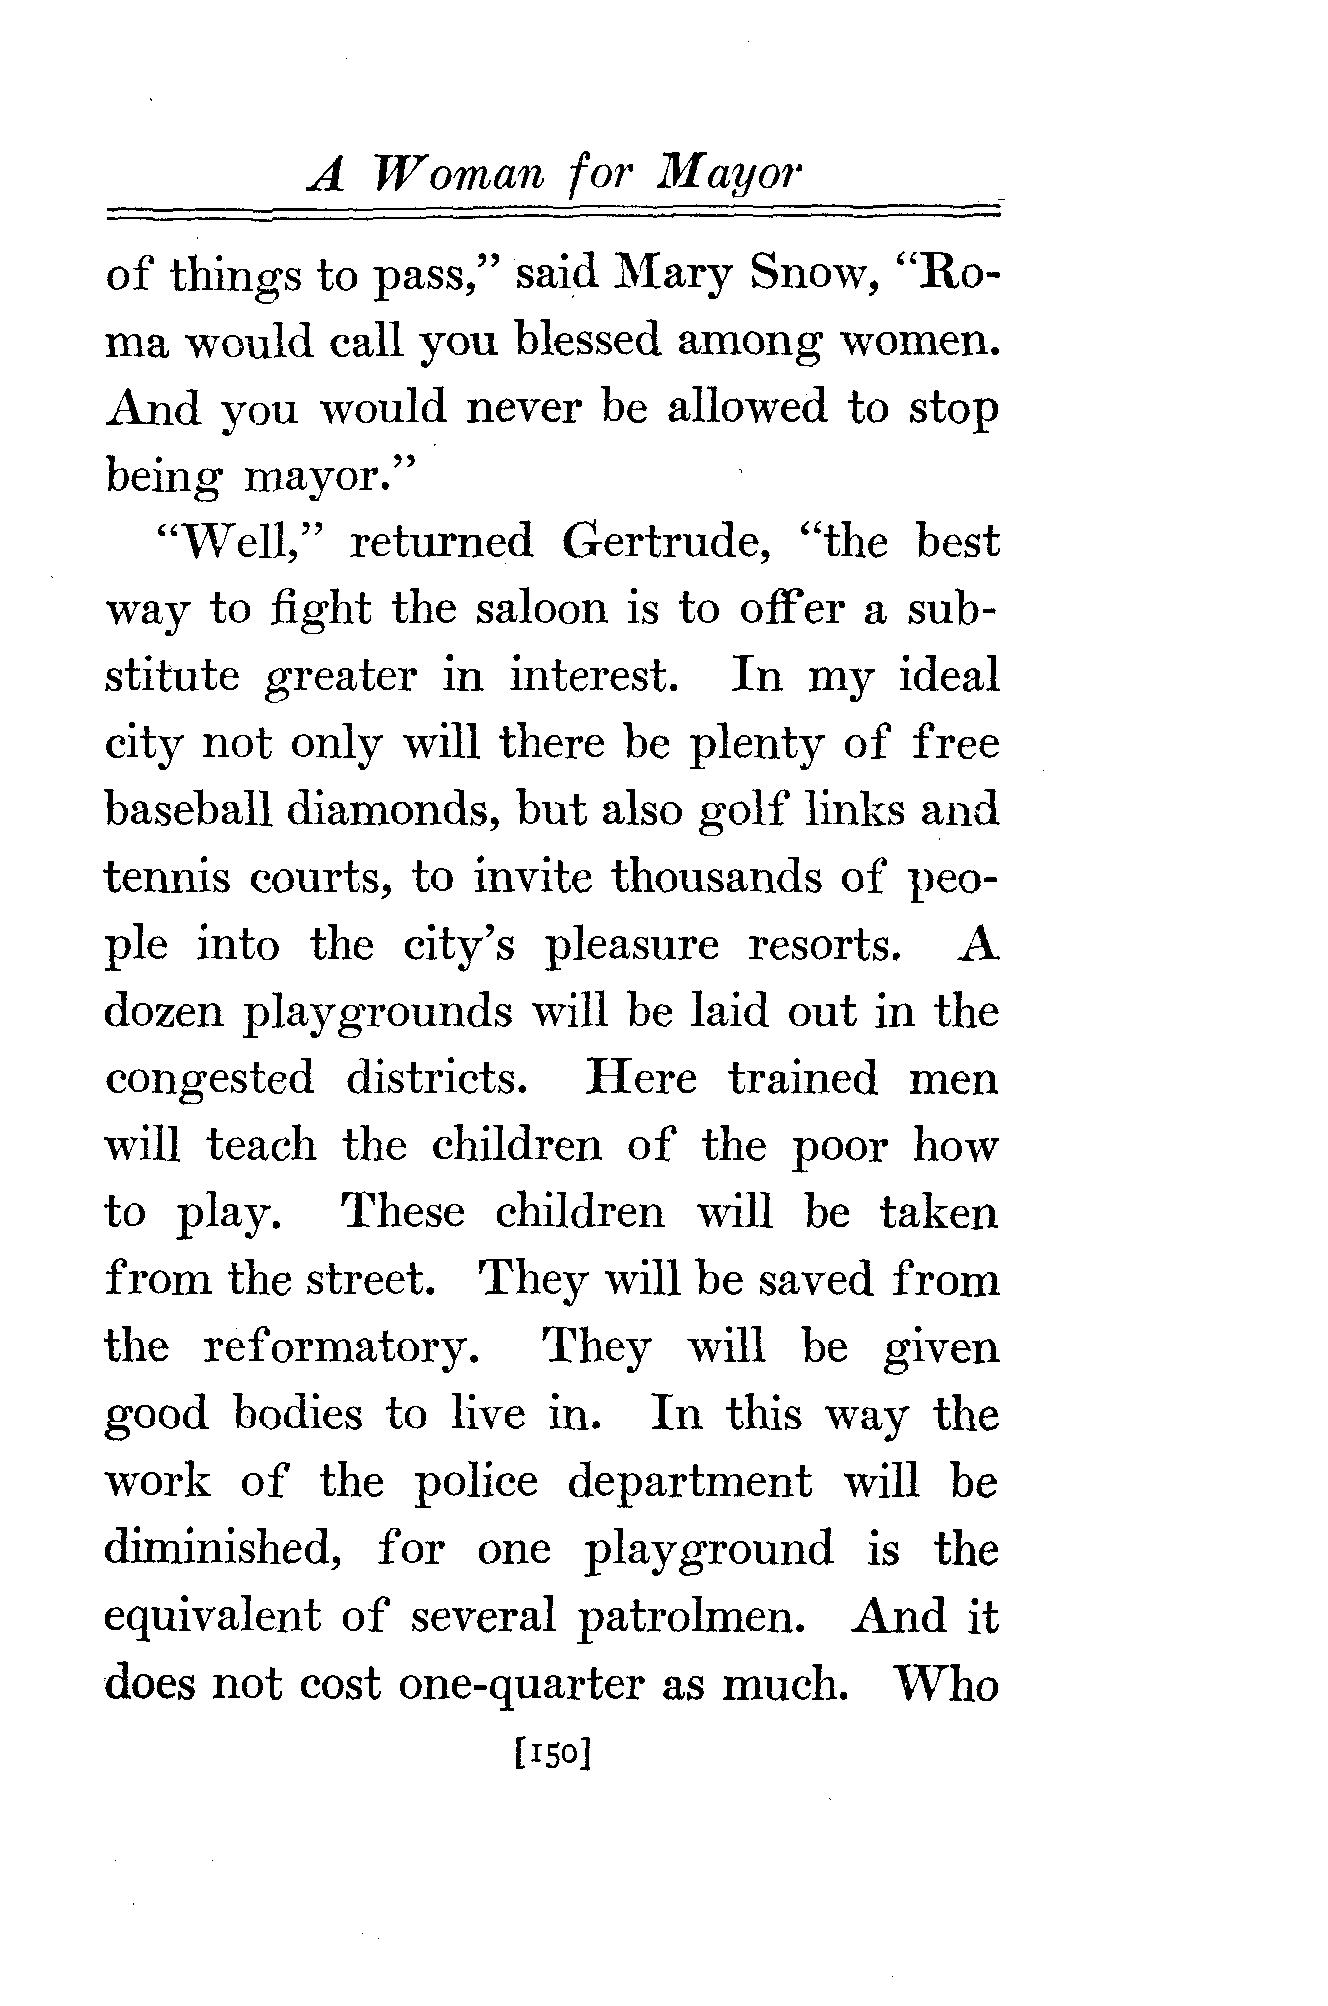 A Woman for Mayor
of things to pass,” said Mary Snow, “Ro-
ma would call you blessed among women.
And you would never be allowed to stop
being mayor.”
“Well,” returned Gertrude, “the best
way to fight the saloon is to offer a sub-
stitute greater in interest. In my ideal
city not only will there be plenty of free
baseball diamonds, but also golf links and
tennis courts, to invite thousands of peo-
ple into the city’s pleasure resorts. A
dozen playgrounds will be laid out in the
congested districts. Here trained men
will teach the children of the poor how
to play. These children will be taken
from the street. They will be saved from
the reformatory. They will be given
good bodies to live in. In this way the
work of the police department will be
diminished, for one playground is the
equivalent of several patrolmen. And it
does not cost one-quarter as much. Who
[150]